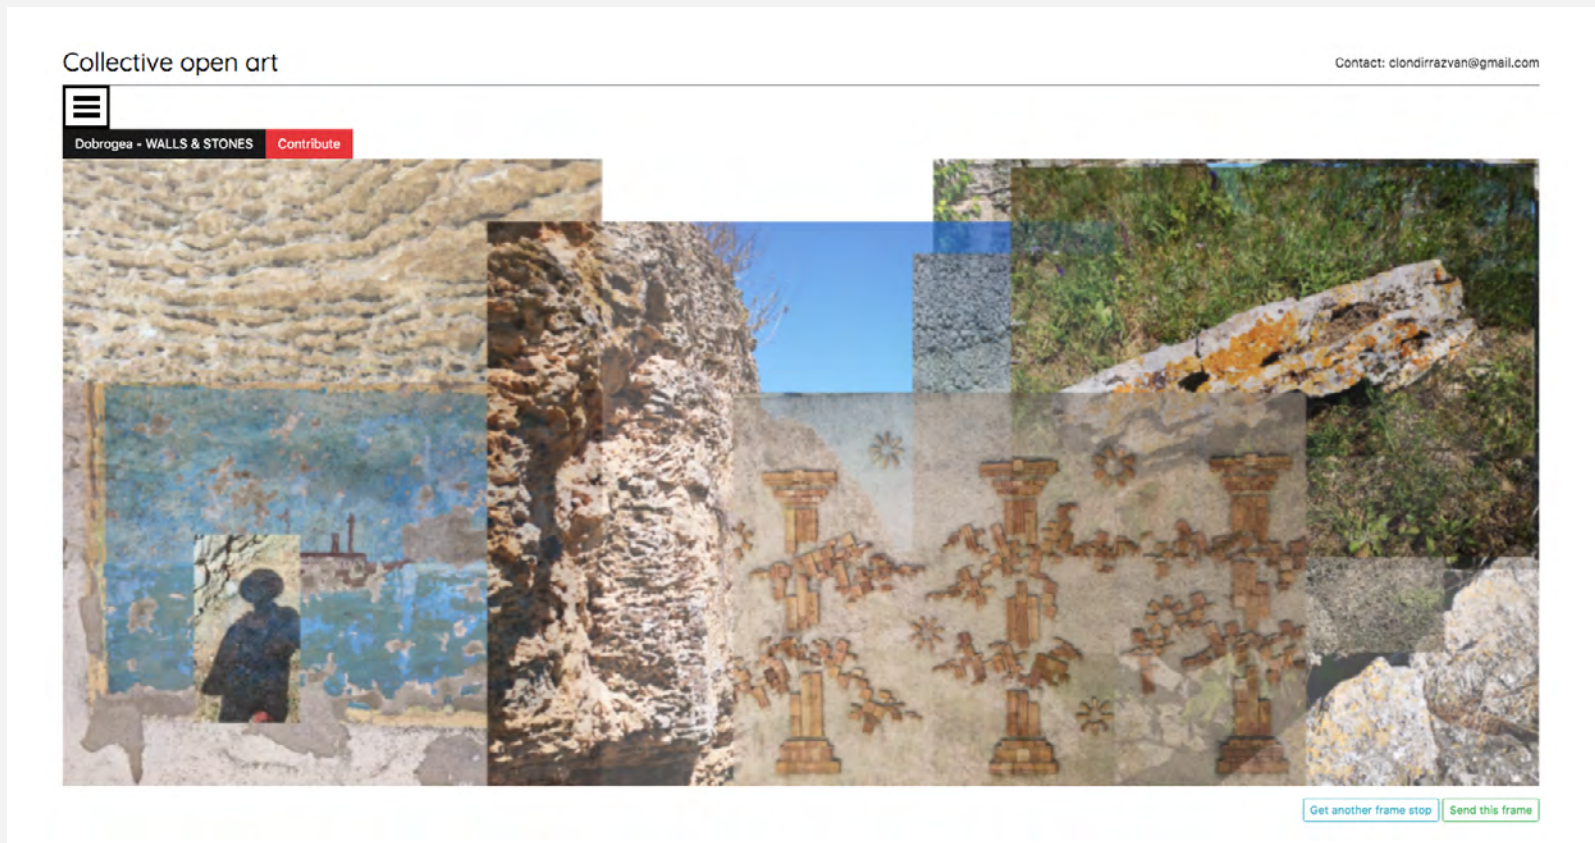 Collective open art
Contact: clondirrazvan@gmail.com
Dobrogea - WALLS & STONES
Contribute
Get another frame stop
Send this frame